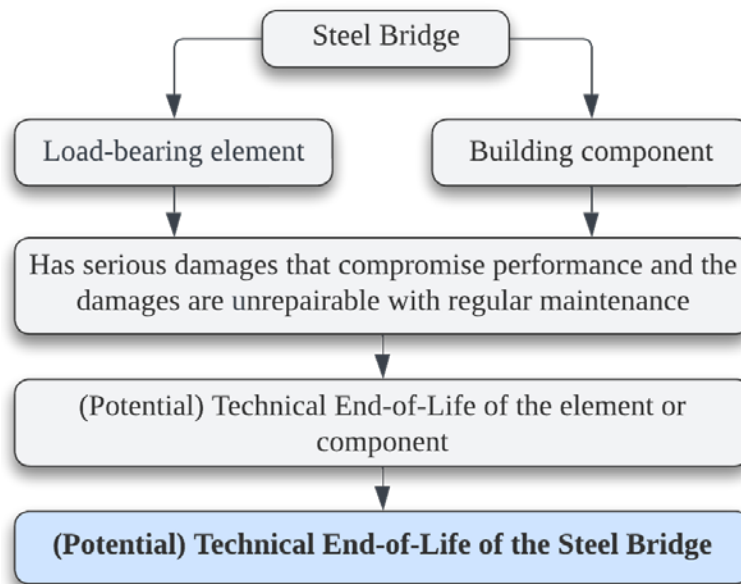 Steel Bridge
Load-bearing element
Building component
Has serious damages that compromise performance and the
damages are unrepairable with regular maintenance
(Potential) Technical End-of-Life of the element or
component
(Potential) Technical End-of-Life of the Steel Bridge